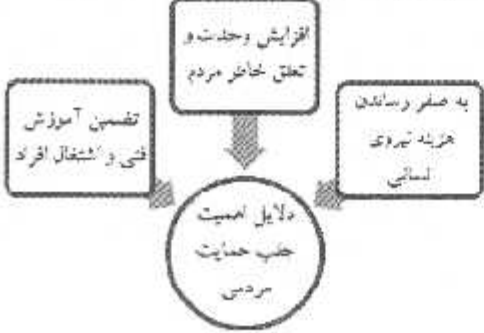 افزایش وحدت و
تعلق خاطر مردم
به صفر رساندن
هزینه نیروی
انسانی
تضمین آموزش
فنی و اشتغال افراد
دلایل اهمیت
جلب حمایت
مردمی